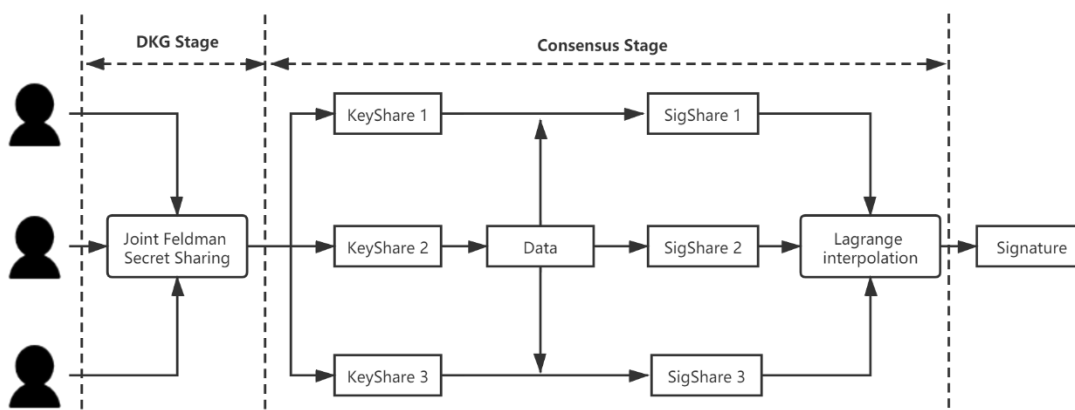 DKG Stage
Consensus Stage
KeyShare 1
SigShare 1
Joint Feldman
Secret Sharing
KeyShare 2
Data
SigShare 2
Lagrange
interpolation
Signature
KeyShare 3
SigShare 3